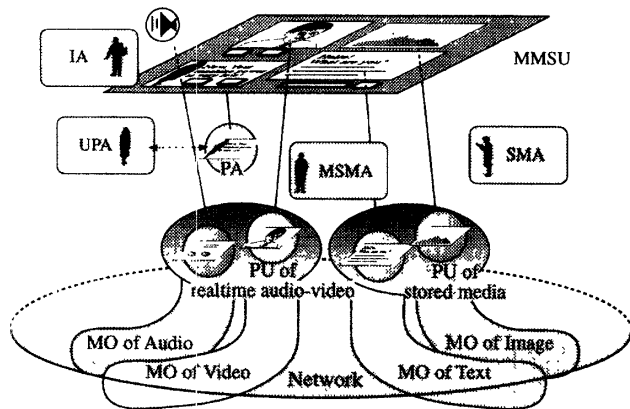 IA
MMSU
UPA
PA
MSMA
SMA
PU of
realtime audio-video
PU of
stored media
MO of Audio
MO of Image
MO of Video
MO of Text
Network